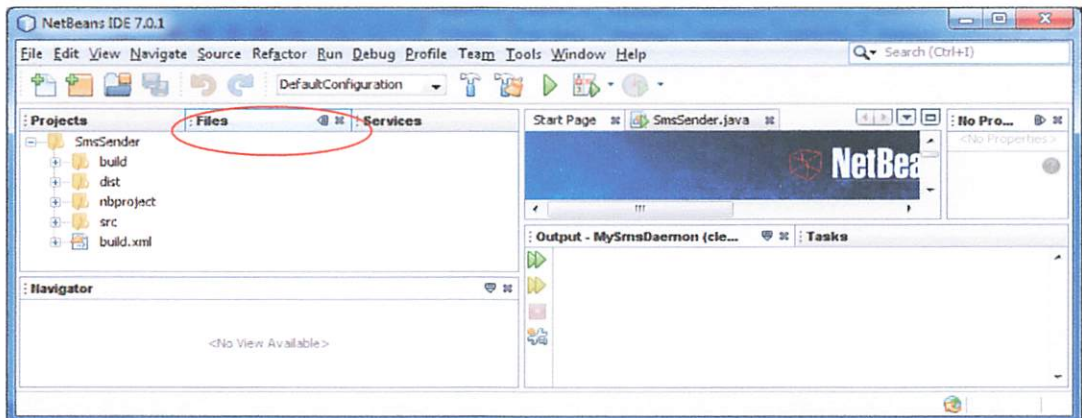 NetBeans IDE 7.0.1
File Edit View Navigate Source Refactor Run Debug Profile Team Tools Window Help
Search (Ctrl+I)
DefaultConfiguration
Projects
Files
Services
SmsSender
build
dist
nbproject
src
build.xml
Navigator
<No View Available>
Start Page
SmsSender.java
NetBea
No Pro...
<No Properties>
Output - MySmsDaemon (cle...
Tasks